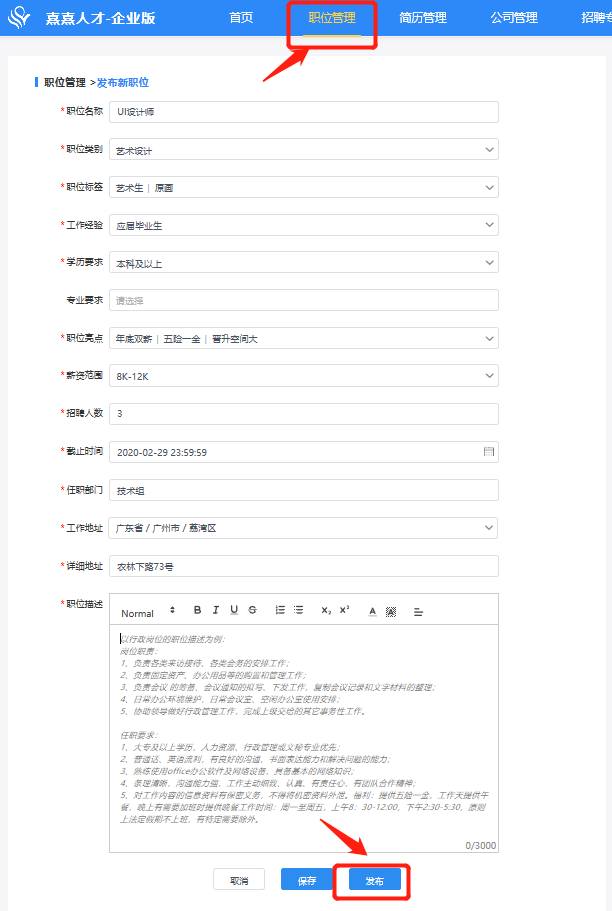 熹熹人才-企业版 首页 职位管理 简历管理 公司管理 招聘专
职位管理 >发布新职位
*职位名称 UI设计师
*职位类别 艺术设计
*职位标签 艺术生 | 原画
*工作经验 应届毕业生
*学历要求 本科及以上
专业要求 请选择
*职位亮点 年底双薪 | 五险一金 | 晋升空间大
*薪资范围 8K-12K
*招聘人数 3
*截止时间 2020-02-29 23:59:59
*任职部门 技术组
*工作地址 广东省 / 广州市 / 荔湾区
*详细地址 农林下路73号
*职位描述 Normal B I U S X₂ X² A A
以行政岗位的职位描述为例:
岗位职责:
1、负责各类来访接待、各类会务的安排工作;
2、负责固定资产、办公用品等的购置和管理工作;
3、负责会议 的筹备、会议通知的拟写、下发工作,复制会议记录和文字材料的整理;
4、日常办公环境维护,日常会议室、空闲办公室使用安排;
5、协助领导做好行政管理工作,完成上级交给的其它事务性工作。
任职要求:
1、大专及以上学历,人力资源、行政管理或文秘专业优先;
2、普通话、英语流利,有良好的沟通、书面表达能力和解决问题的能力;
3、熟练使用office办公软件及网络设备,具备基本的网络知识;
4、条理清晰,沟通能力强,工作主动细致、认真、有责任心,有团队合作精神;
5、对工作内容的信息资料有保密义务,不得将机密资料外泄。福利:提供五险一金,工作天提供午
餐,晚上有需要加班时提供晚餐工作时间:周一至周五,上午8:30-12:00,下午2:30-5:30,原则
上法定假期不上班,有特定需要除外。
0/3000
取消 保存 发布